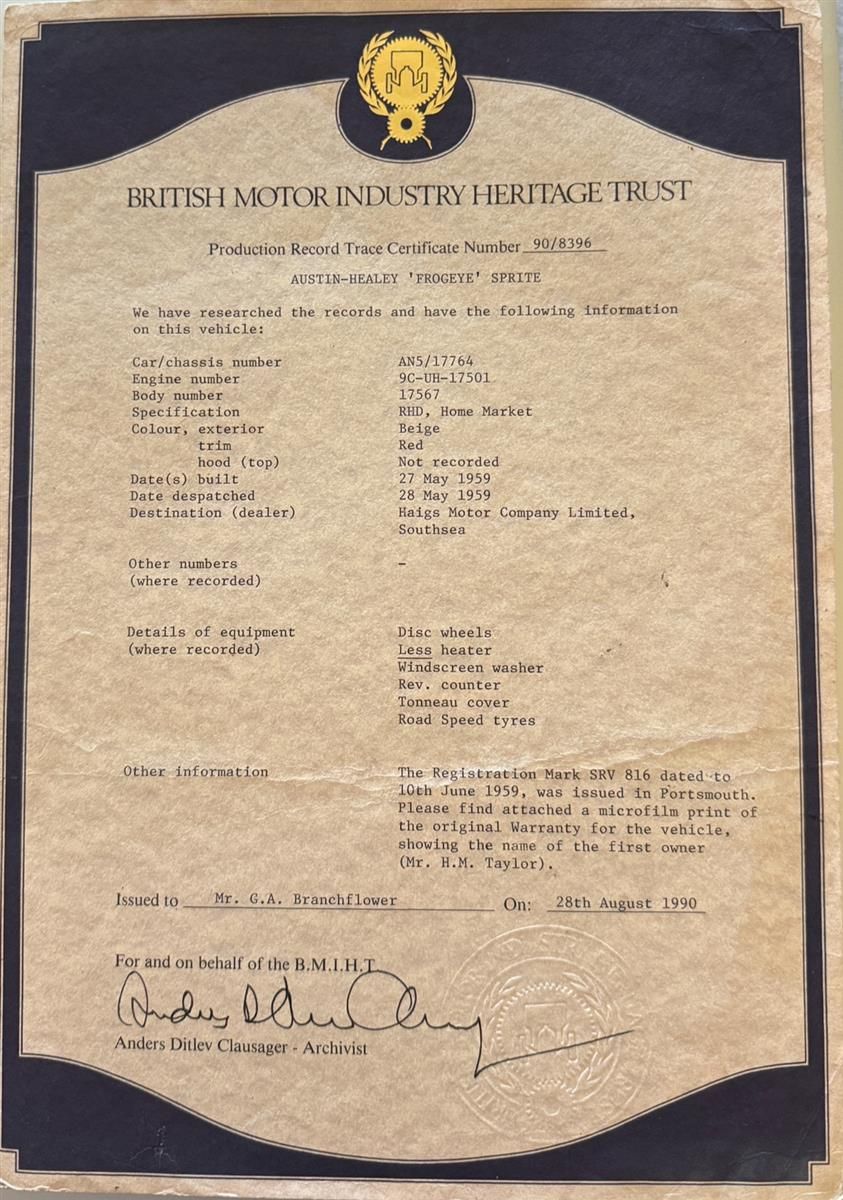 BRITISH MOTOR INDUSTRY HERITAGE TRUST
Production Record Trace Certificate Number 90/8396
AUSTIN-HEALEY 'FROGEYE' SPRITE
We have researched the records and have the following information
on this vehicle:
Car/chassis number AN5/17764
Engine number 9C-UH-17501
Body number 17567
Specification RHD, Home Market
Colour, exterior Beige
trim Red
hood (top) Not recorded
Date(s) built 27 May 1959
Date despatched 28 May 1959
Destination (dealer) Haigs Motor Company Limited,
Southsea
Other numbers -
(where recorded)
Details of equipment Disc wheels
(where recorded) Less heater
Windscreen washer
Rev. counter
Tonneau cover
Road Speed tyres
Other information The Registration Mark SRV 816 dated to
10th June 1959, was issued in Portsmouth.
Please find attached a microfilm print of
the original Warranty for the vehicle,
showing the name of the first owner
(Mr. H.M. Taylor).
Issued to Mr. G.A. Branchflower On: 28th August 1990
For and on behalf of the B.M.I.H.T.
Anders Ditlev Clausager - Archivist